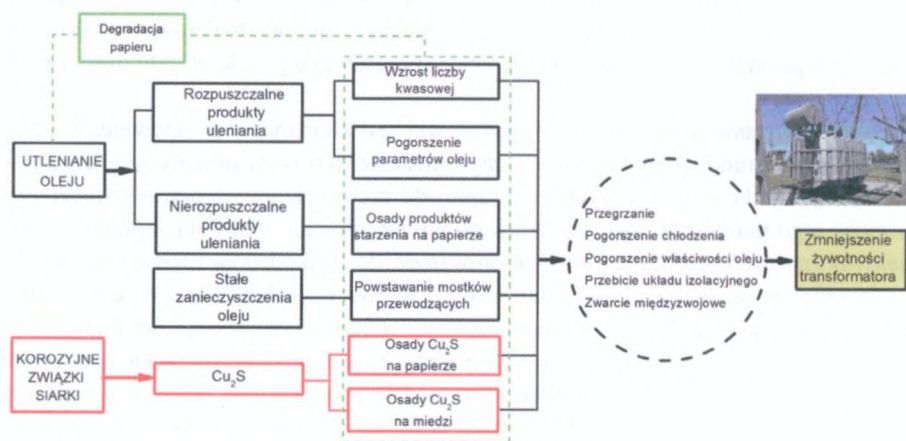 Degradacja
papieru
Rozpuszczalne
produkty
uleniania
Wzrost liczby
kwasowej
Pogorszenie
parametrów oleju
UTLENIANIE
OLEJU
Nierozpuszczalne
produkty
uleniania
Osady produktów
starzenia na papierze
Stałe
zanieczyszczenia
oleju
Powstawanie mostków
przewodzących
KOROZYJNE
ZWIĄZKI
SIARKI
Cu₂S
Osady Cu₂S
na papierze
Osady Cu₂S
na miedzi
Przegrzanie
Pogorszenie chłodzenia
Pogorszenie właściwości oleju
Przebicie układu izolacyjnego
Zwarcie międzyzwojowe
Zmniejszenie
żywotności
transformatora